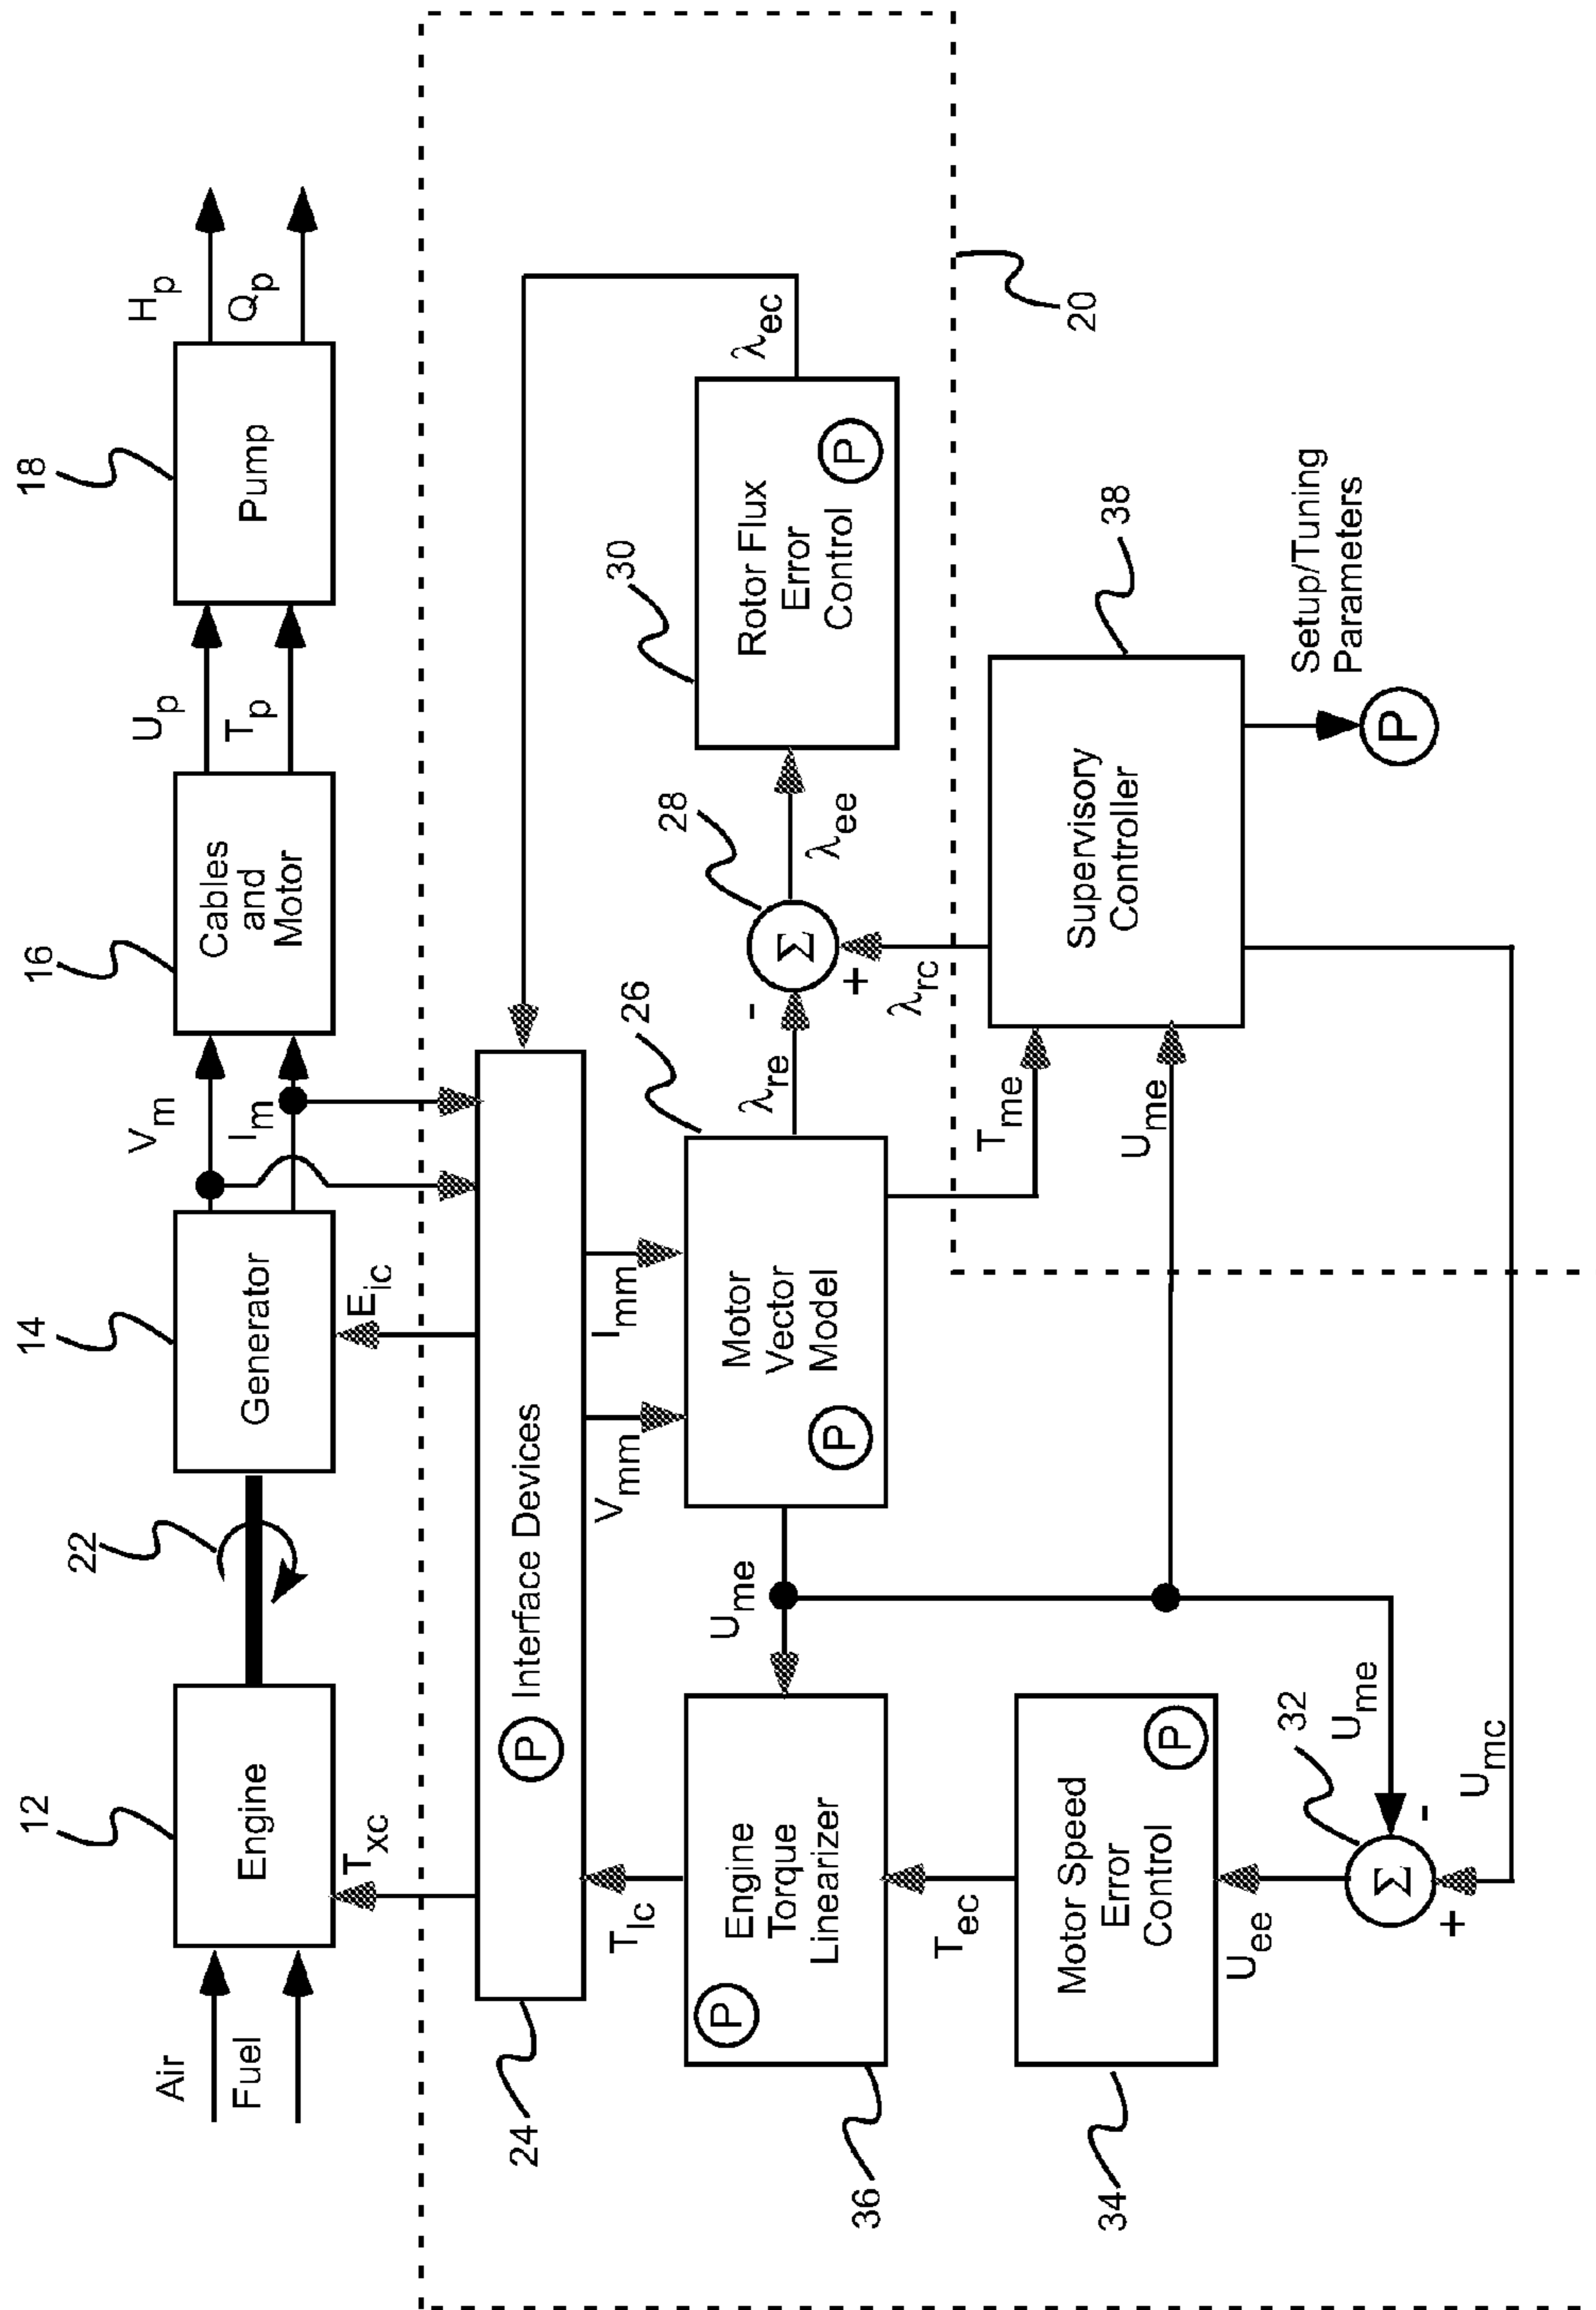 12
14
16
18
22
Air
Fuel
Engine
Generator
Cables
and
Motor
Pump
Vm
Im
Up
Tp
Hp
Qp
Txc
Eic
24
P Interface Devices
Tlc
Vmm
Imm
26
28
30
36
P
Engine
Torque
Linearizer
Ume
Motor
Vector
Model
P
λre
-
Σ
+
λee
λrc
Rotor Flux
Error
Control
P
λec
20
34
Tec
Motor Speed
Error
Control
P
Uee
32
Σ
+
-
Ume
Umc
Tme
Ume
Supervisory
Controller
38
Setup/Tuning
Parameters
P